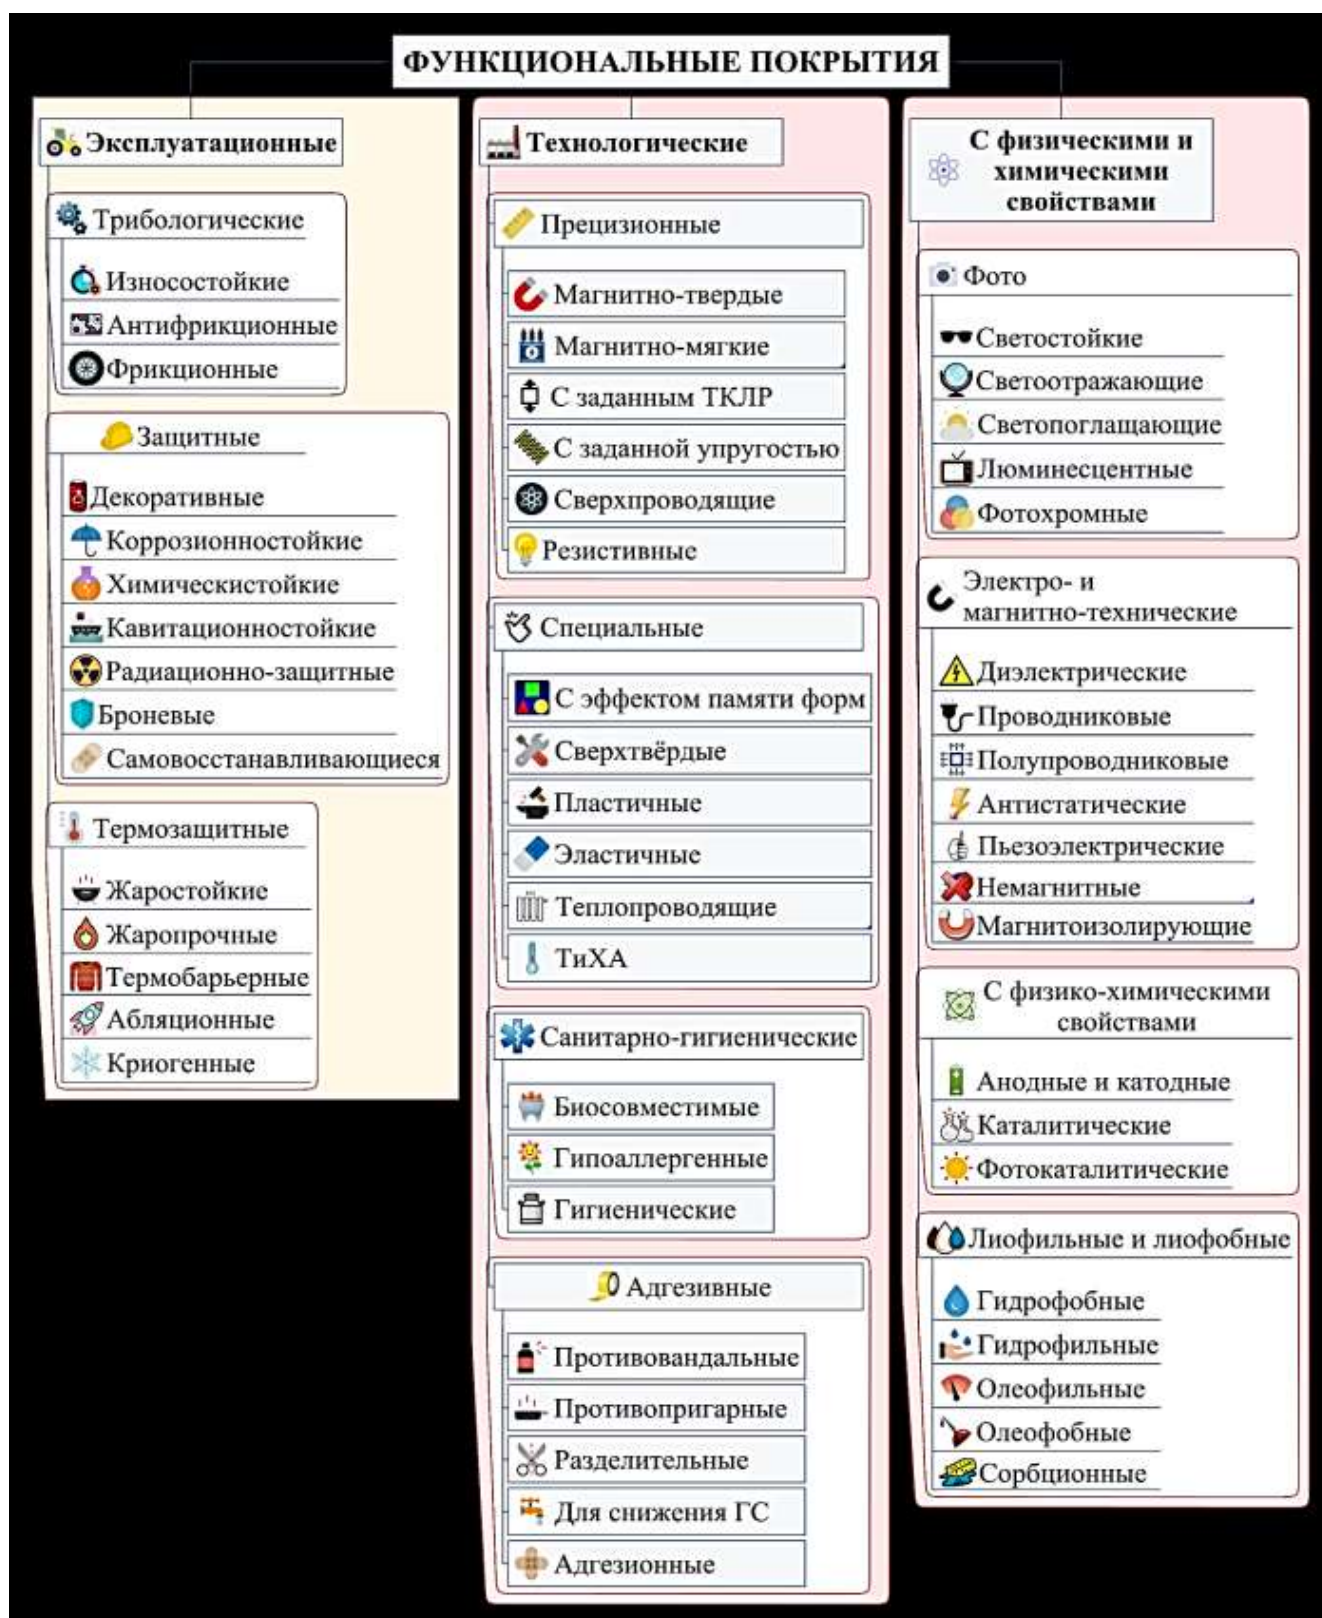 ФУНКЦИОНАЛЬНЫЕ ПОКРЫТИЯ
Эксплуатационные
Трибологические
Износостойкие
Антифрикционные
Фрикционные
Защитные
Декоративные
Коррозионностойкие
Химическистойкие
Кавитационностойкие
Радиационно-защитные
Броневые
Самовосстанавливающиеся
Термозащитные
Жаростойкие
Жаропрочные
Термобарьерные
Абляционные
Криогенные
Технологические
Прецизионные
Магнитно-твердые
Магнитно-мягкие
С заданным ТКЛР
С заданной упругостью
Сверхпроводящие
Резистивные
Специальные
С эффектом памяти форм
Сверхтвёрдые
Пластичные
Эластичные
Теплопроводящие
ТиХА
Санитарно-гигиенические
Биосовместимые
Гипоаллергенные
Гигиенические
Адгезивные
Противовандальные
Противопригарные
Разделительные
Для снижения ГС
Адгезионные
С физическими и
химическими
свойствами
Фото
Светостойкие
Светоотражающие
Светопоглащающие
Люминесцентные
Фотохромные
Электро- и
магнитно-технические
Диэлектрические
Проводниковые
Полупроводниковые
Антистатические
Пьезоэлектрические
Немагнитные
Магнитоизолирующие
С физико-химическими
свойствами
Анодные и катодные
Каталитические
Фотокаталитические
Лиофильные и лиофобные
Гидрофобные
Гидрофильные
Олеофильные
Олеофобные
Сорбционные